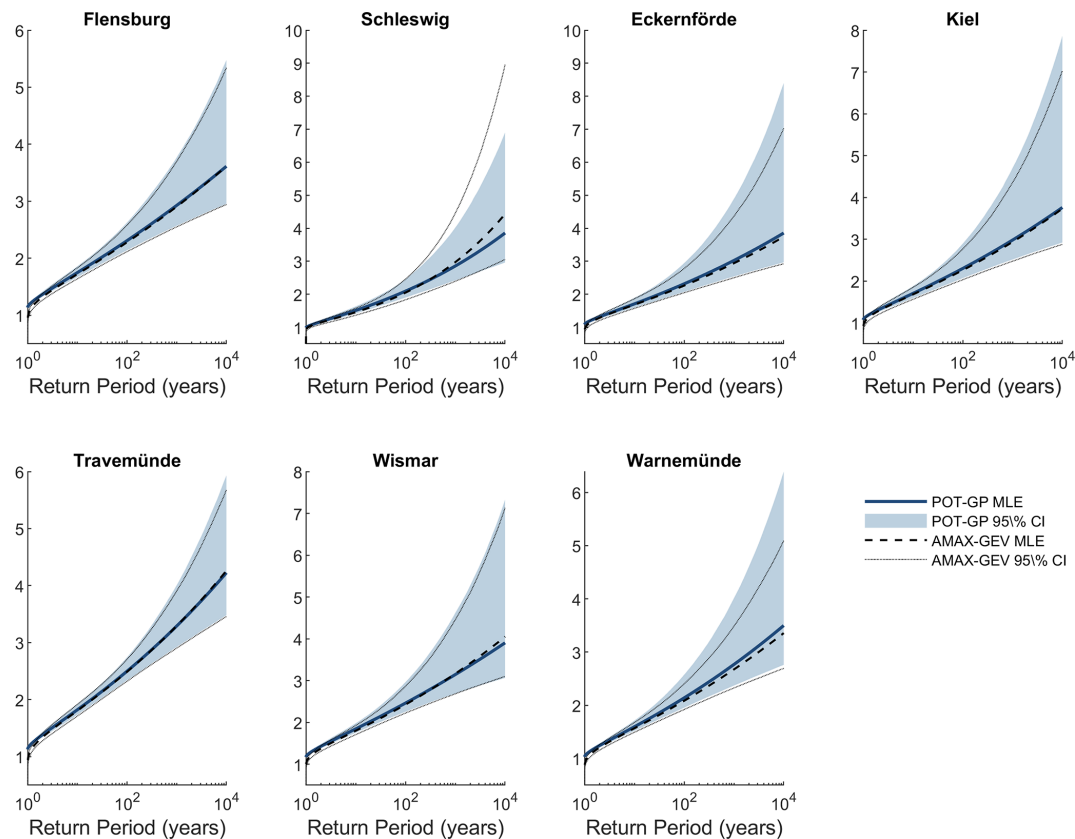 Flensburg
6
5
4
3
2
1
10^0 10^2 10^4
Return Period (years)
Schleswig
10
9
8
7
6
5
4
3
2
1
10^0 10^2 10^4
Return Period (years)
Eckernförde
10
9
8
7
6
5
4
3
2
1
10^0 10^2 10^4
Return Period (years)
Kiel
8
7
6
5
4
3
2
1
10^0 10^2 10^4
Return Period (years)
Travemünde
6
5
4
3
2
1
10^0 10^2 10^4
Return Period (years)
Wismar
8
7
6
5
4
3
2
1
10^0 10^2 10^4
Return Period (years)
Warnemünde
6
5
4
3
2
1
10^0 10^2 10^4
Return Period (years)
POT-GP MLE
POT-GP 95\% CI
AMAX-GEV MLE
AMAX-GEV 95\% CI